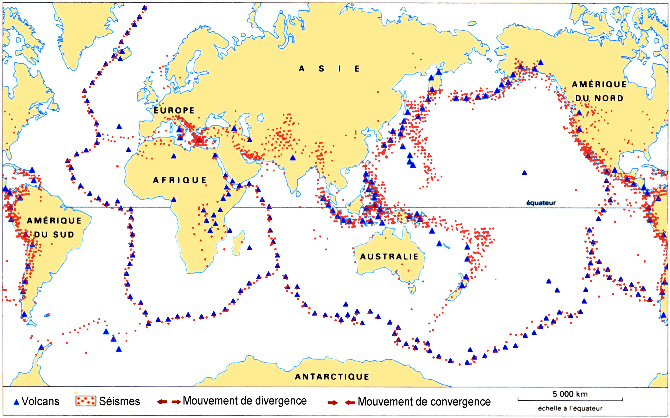 A S I E
AMÉRIQUE
DU NORD
EUROPE
AFRIQUE
équateur
AMÉRIQUE
DU SUD
AUSTRALIE
ANTARCTIQUE
Volcans Séismes Mouvement de divergence Mouvement de convergence
5 000 km
échelle à l'équateur